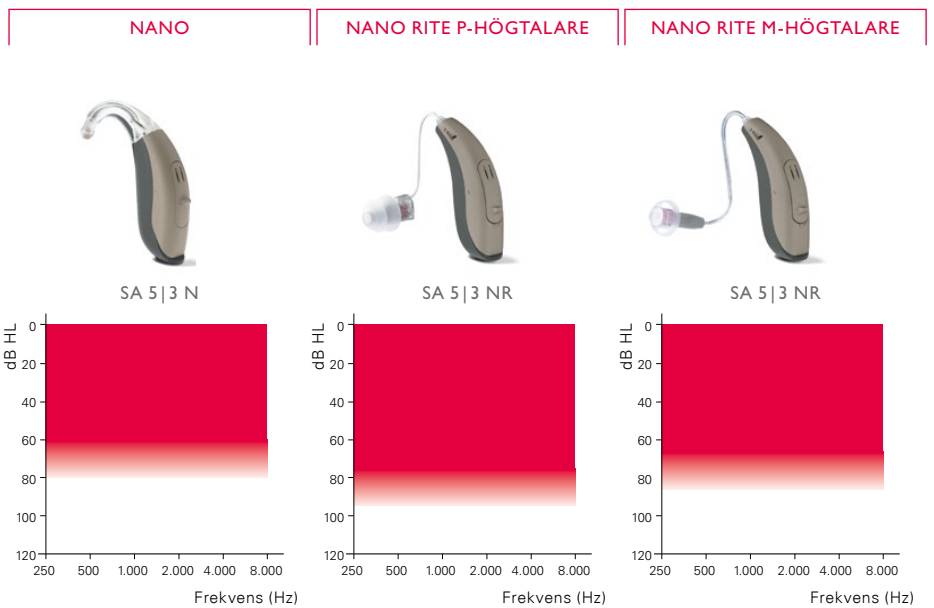 NANO
NANO RITE P-HÖGTALARE
NANO RITE M-HÖGTALARE
SA 5|3 N
SA 5|3 NR
SA 5|3 NR
dB HL
0
20
40
60
80
100
120
250 500 1.000 2.000 4.000 8.000
Frekvens (Hz)
dB HL
0
20
40
60
80
100
120
250 500 1.000 2.000 4.000 8.000
Frekvens (Hz)
dB HL
0
20
40
60
80
100
120
250 500 1.000 2.000 4.000 8.000
Frekvens (Hz)